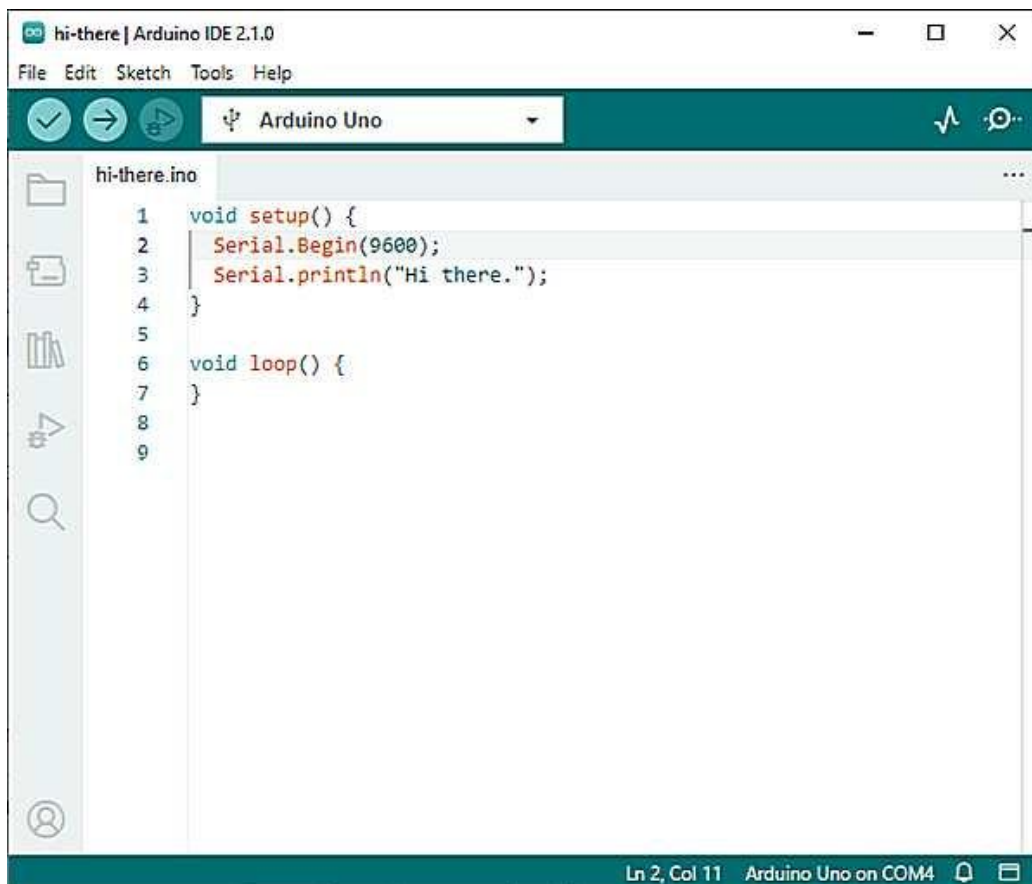 hi-there | Arduino IDE 2.1.0
File Edit Sketch Tools Help
Arduino Uno
hi-there.ino
...
1 void setup() {
2 Serial.Begin(9600);
3 Serial.println("Hi there.");
4 }
5
6 void loop() {
7 }
8
9
Ln 2, Col 11 Arduino Uno on COM4